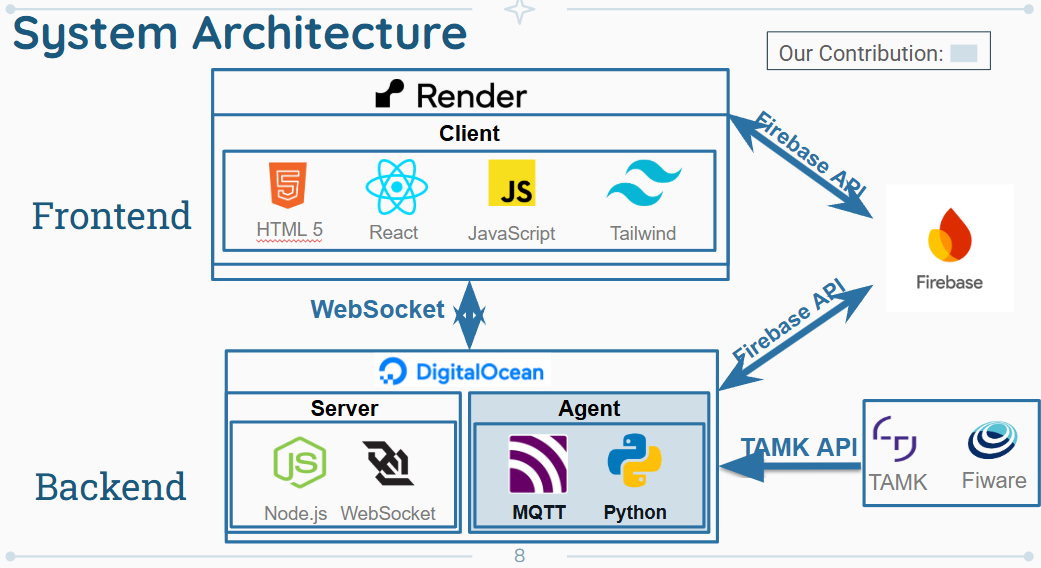 System Architecture
Our Contribution:
Render
Client
HTML 5
React
JavaScript
Tailwind
JS
Frontend
Firebase API
Firebase
WebSocket
Firebase API
DigitalOcean
Server
Agent
JS
Node.js
WebSocket
MQTT
Python
Backend
TAMK API
TAMK
Fiware
8